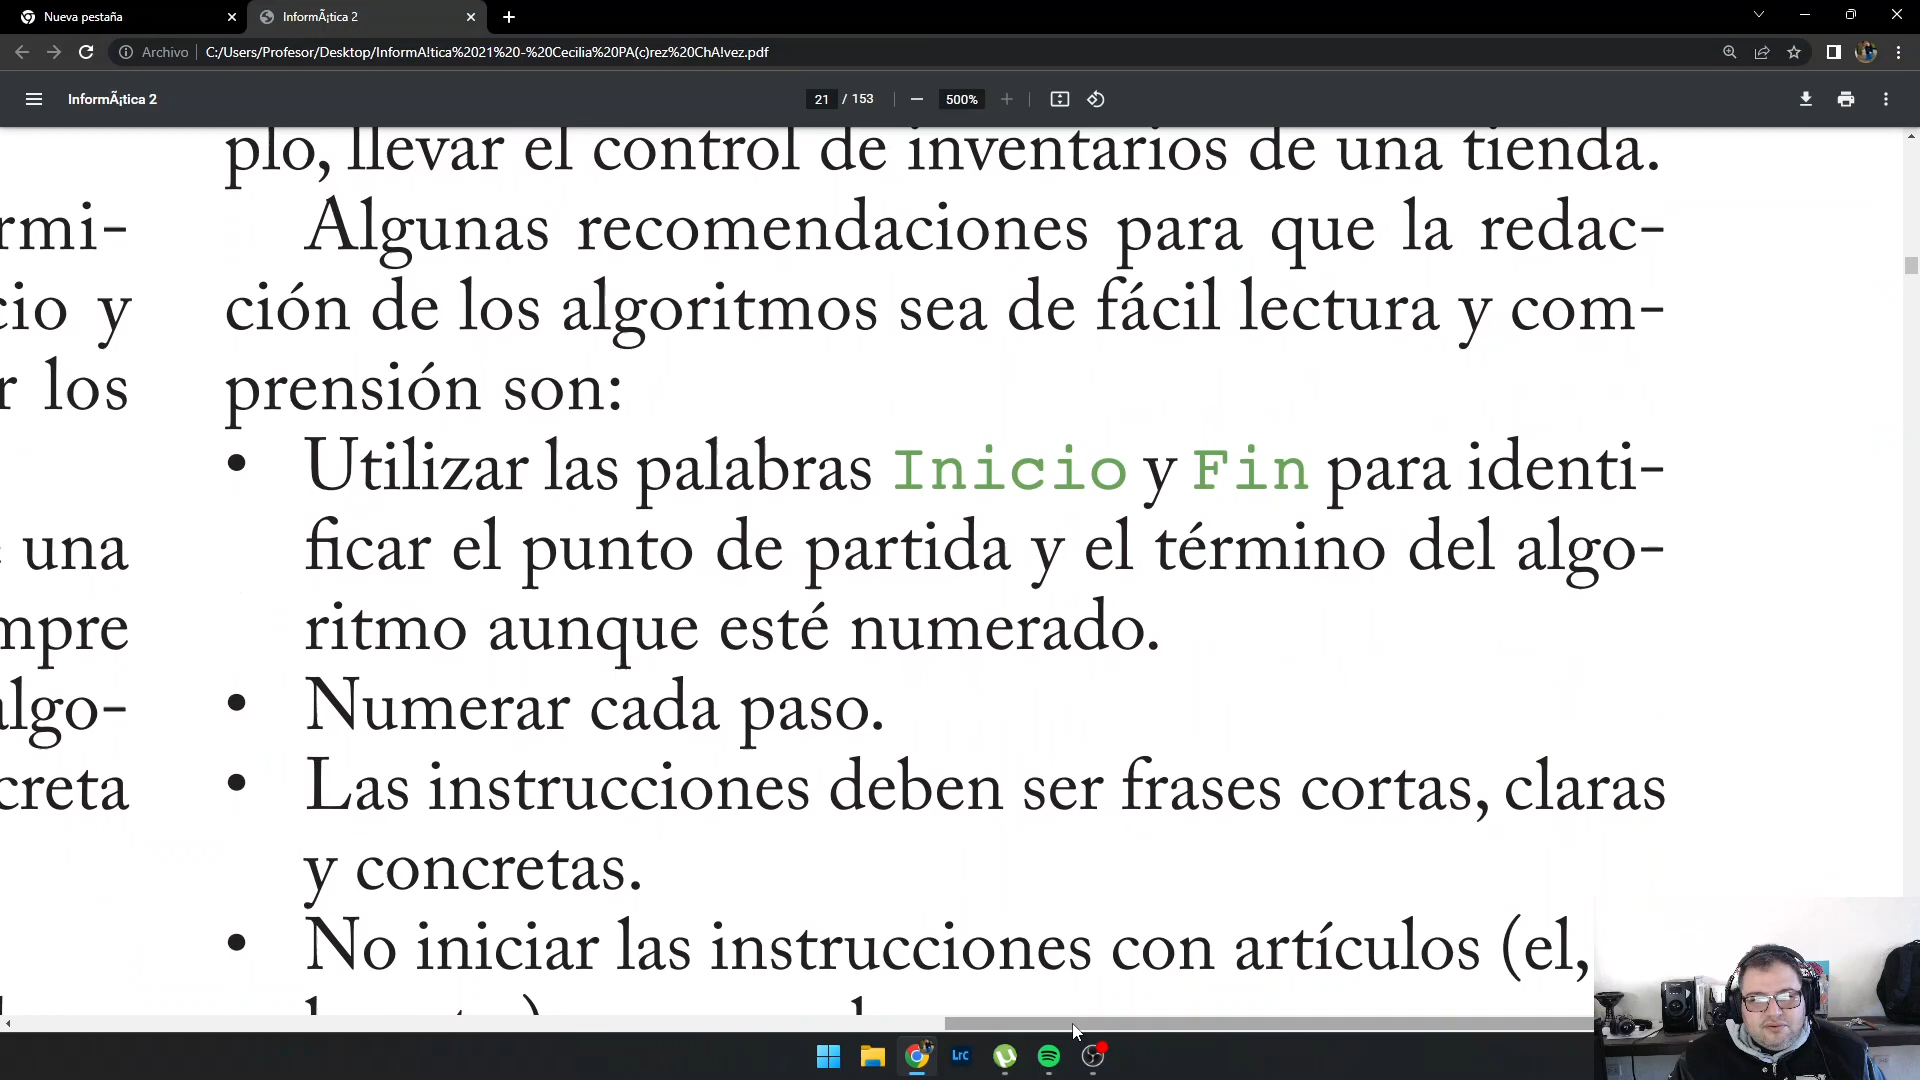 Nueva pestaña
InformÃ¡tica 2
Archivo
C:/Users/Profesor/Desktop/InformA!tica%2021%20-%20Cecilia%20PA(c)rez%20ChA!vez.pdf
InformÃ¡tica 2
21 / 153
500%
plo, llevar el control de inventarios de una tienda.
Algunas recomendaciones para que la redac-
ción de los algoritmos sea de fácil lectura y com-
prensión son:
• Utilizar las palabras Inicio y Fin para identi-
ficar el punto de partida y el término del algo-
ritmo aunque esté numerado.
• Numerar cada paso.
• Las instrucciones deben ser frases cortas, claras
y concretas.
• No iniciar las instrucciones con artículos (el,
rmi-
cio y
r los
una
mpre
algo-
creta
Lrc